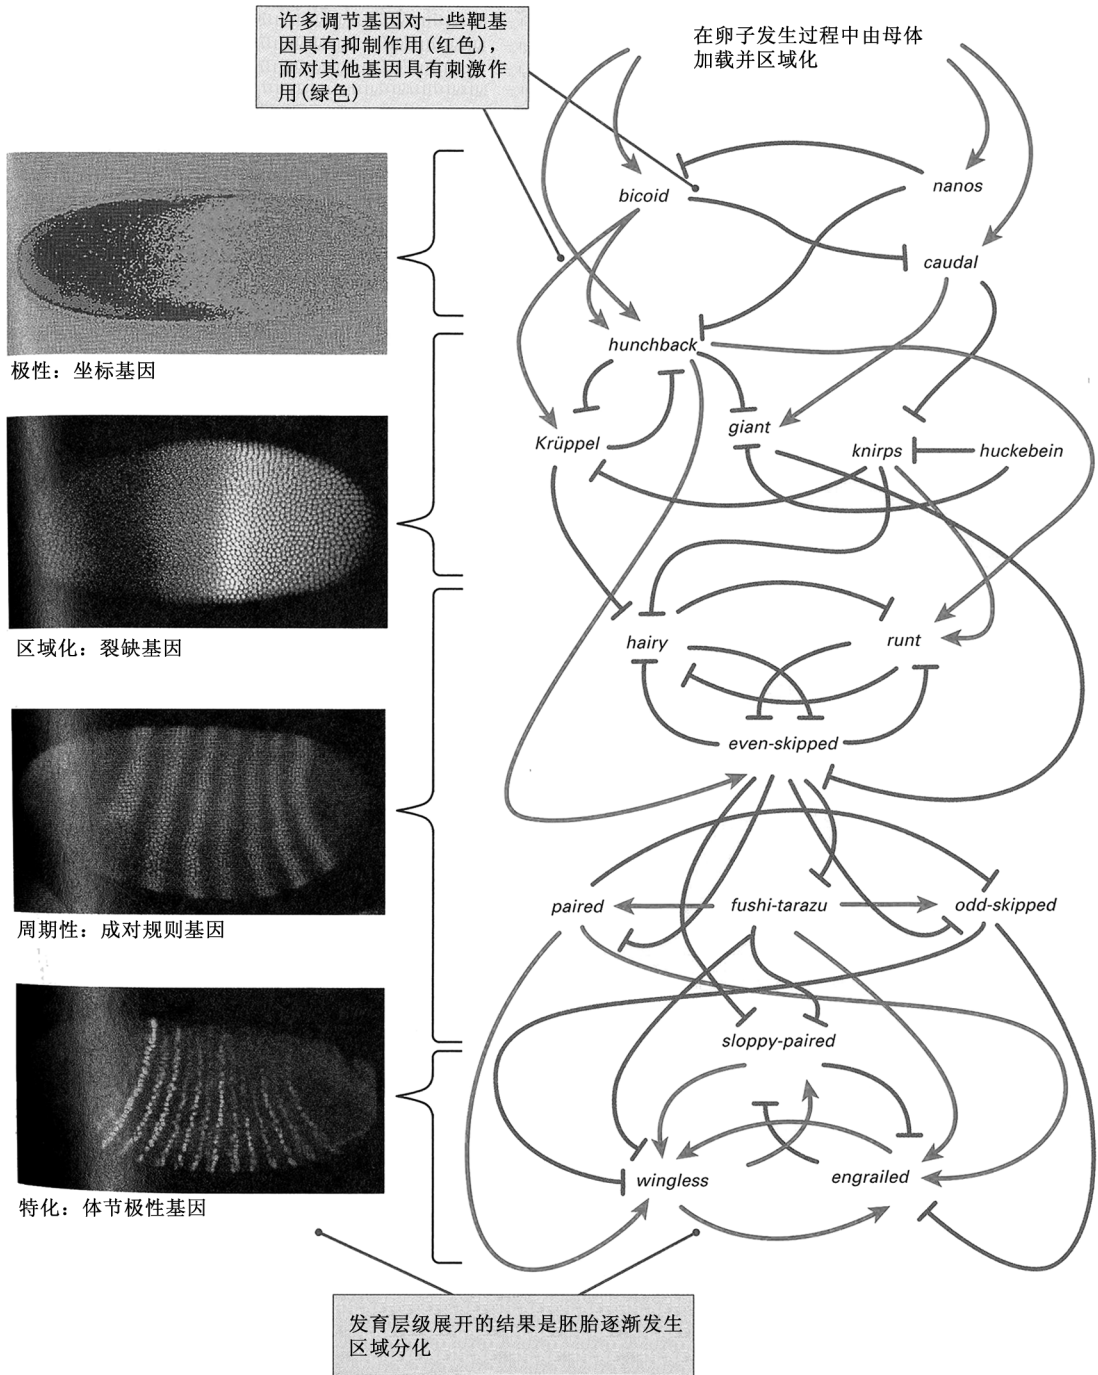 许多调节基因对一些靶基
因具有抑制作用(红色)，
而对其他基因具有刺激作
用(绿色)
在卵子发生过程中由母体
加载并区域化
bicoid
nanos
caudal
极性：坐标基因
hunchback
Krüppel
giant
knirps
huckebein
区域化：裂缺基因
hairy
runt
even-skipped
周期性：成对规则基因
paired
fushi-tarazu
odd-skipped
sloppy-paired
特化：体节极性基因
wingless
engrailed
发育层级展开的结果是胚胎逐渐发生
区域分化